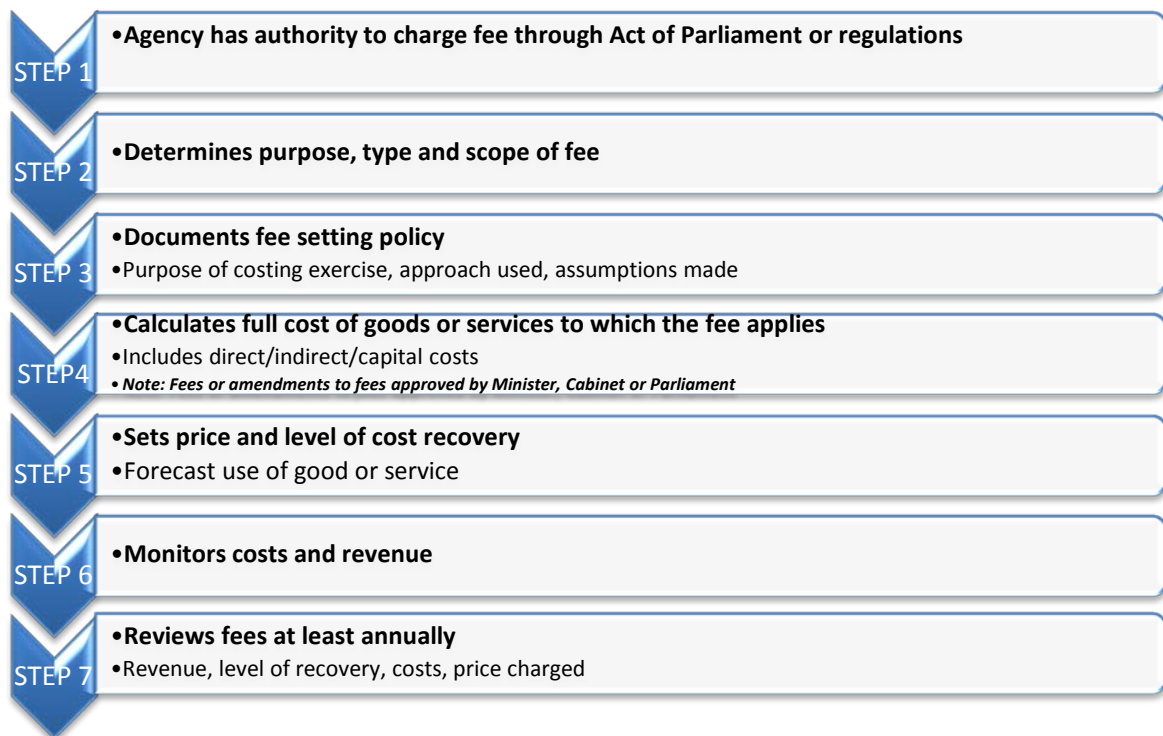 STEP 1
•Agency has authority to charge fee through Act of Parliament or regulations
STEP 2
•Determines purpose, type and scope of fee
STEP 3
•Documents fee setting policy
•Purpose of costing exercise, approach used, assumptions made
STEP4
•Calculates full cost of goods or services to which the fee applies
•Includes direct/indirect/capital costs
•Note: Fees or amendments to fees approved by Minister, Cabinet or Parliament
STEP 5
•Sets price and level of cost recovery
•Forecast use of good or service
STEP 6
•Monitors costs and revenue
STEP 7
•Reviews fees at least annually
•Revenue, level of recovery, costs, price charged